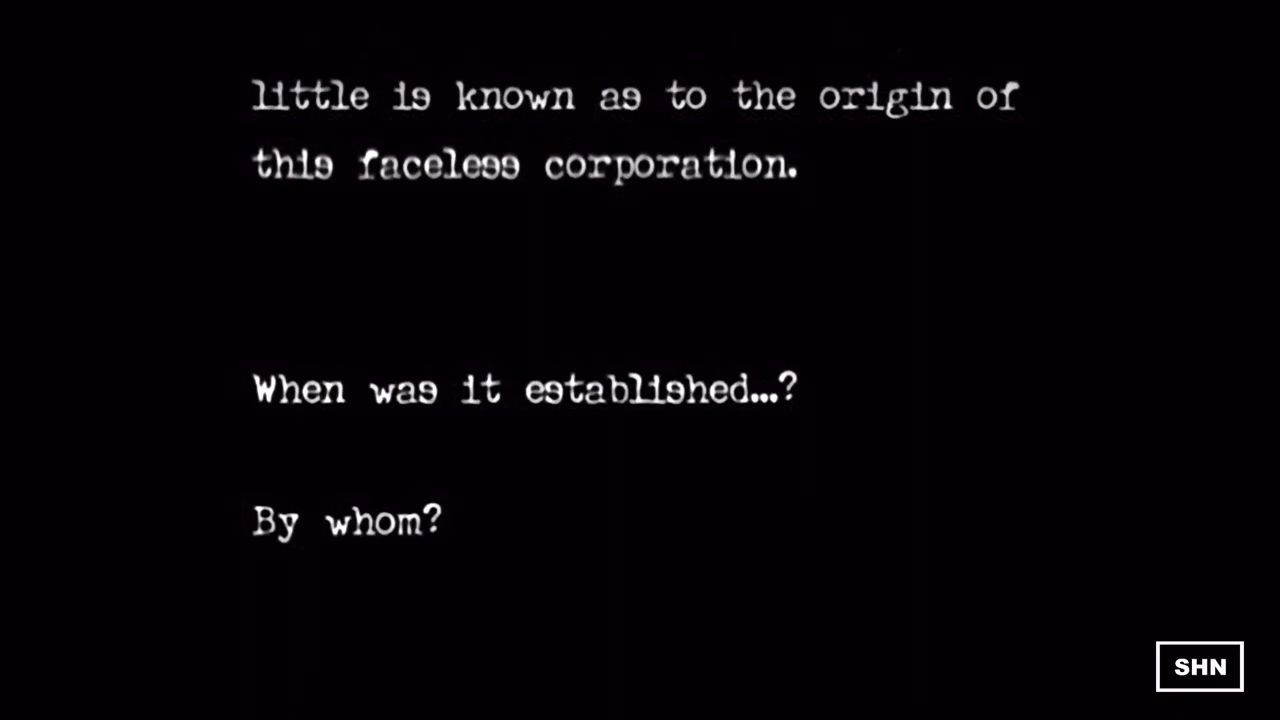 little is known as to the origin of
this faceless corporation.
When was it established...?
By whom?
SHN